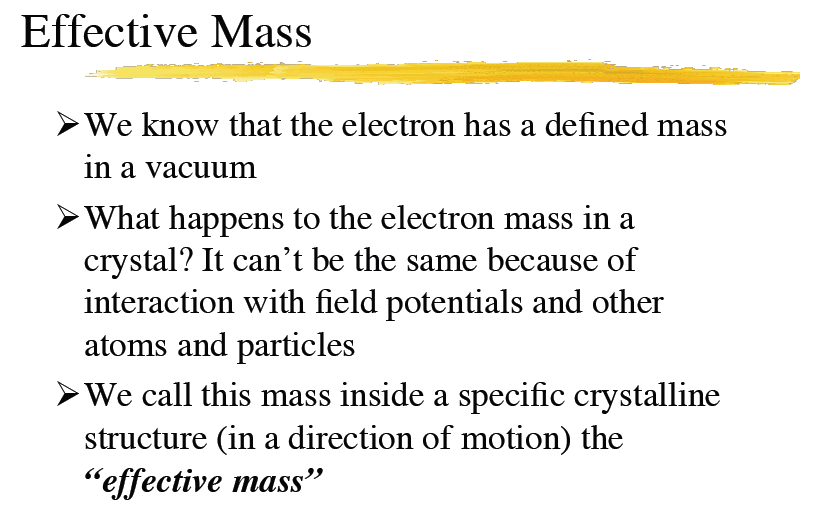 Effective Mass
➢We know that the electron has a defined mass
in a vacuum
➢What happens to the electron mass in a
crystal? It can’t be the same because of
interaction with field potentials and other
atoms and particles
➢We call this mass inside a specific crystalline
structure (in a direction of motion) the
“effective mass”